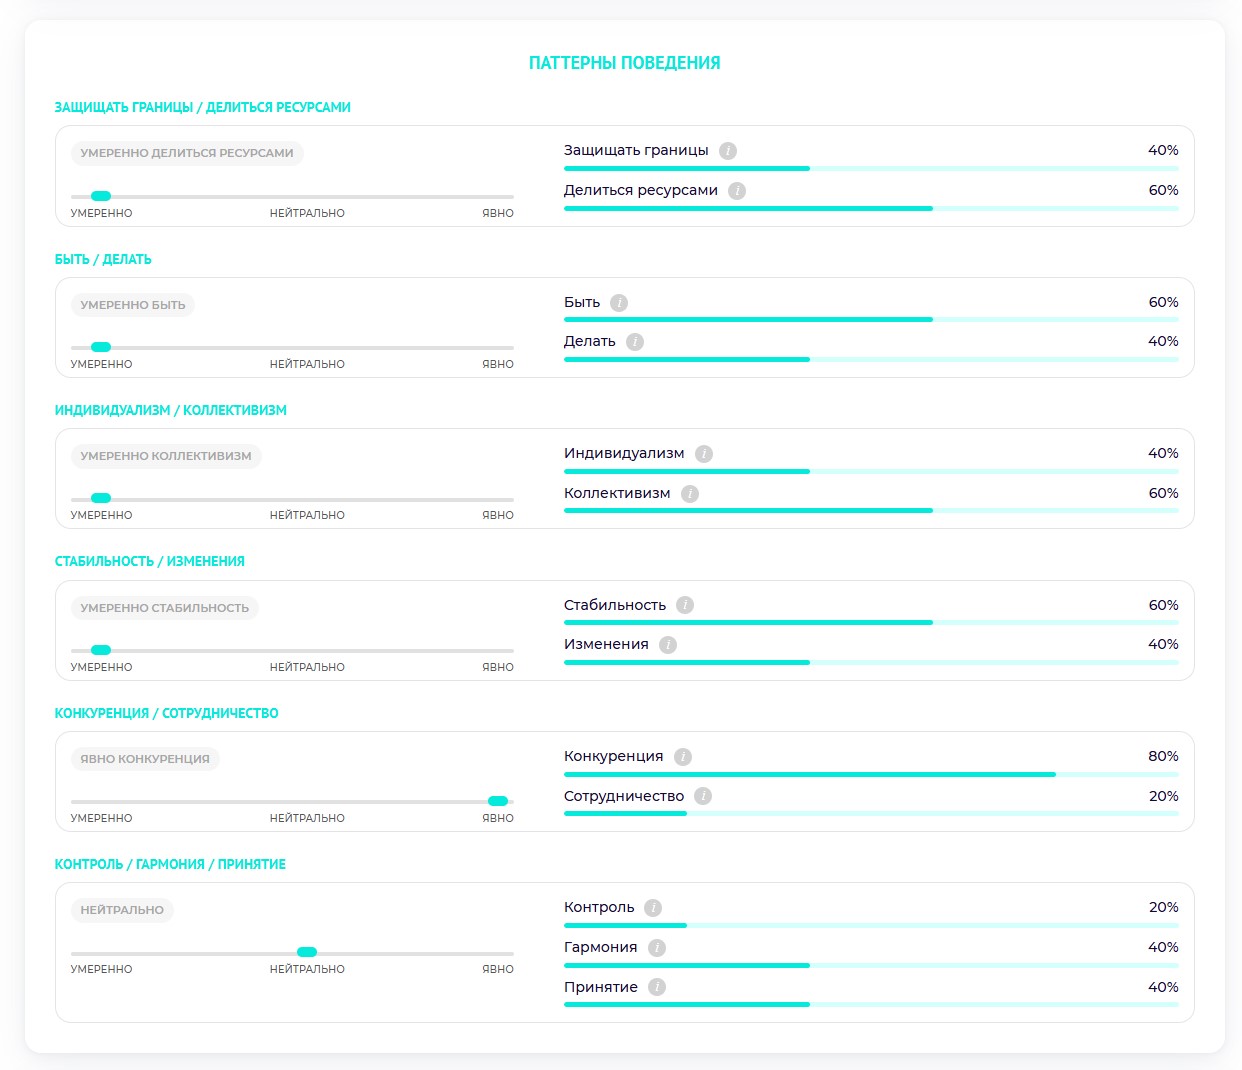 ПАТТЕРНЫ ПОВЕДЕНИЯ
ЗАЩИЩАТЬ ГРАНИЦЫ / ДЕЛИТЬСЯ РЕСУРСАМИ
УМЕРЕННО ДЕЛИТЬСЯ РЕСУРСАМИ
УМЕРЕННО НЕЙТРАЛЬНО ЯВНО
Защищать границы i 40%
Делиться ресурсами i 60%
БЫТЬ / ДЕЛАТЬ
УМЕРЕННО БЫТЬ
УМЕРЕННО НЕЙТРАЛЬНО ЯВНО
Быть i 60%
Делать i 40%
ИНДИВИДУАЛИЗМ / КОЛЛЕКТИВИЗМ
УМЕРЕННО КОЛЛЕКТИВИЗМ
УМЕРЕННО НЕЙТРАЛЬНО ЯВНО
Индивидуализм i 40%
Коллективизм i 60%
СТАБИЛЬНОСТЬ / ИЗМЕНЕНИЯ
УМЕРЕННО СТАБИЛЬНОСТЬ
УМЕРЕННО НЕЙТРАЛЬНО ЯВНО
Стабильность i 60%
Изменения i 40%
КОНКУРЕНЦИЯ / СОТРУДНИЧЕСТВО
ЯВНО КОНКУРЕНЦИЯ
УМЕРЕННО НЕЙТРАЛЬНО ЯВНО
Конкуренция i 80%
Сотрудничество i 20%
КОНТРОЛЬ / ГАРМОНИЯ / ПРИНЯТИЕ
НЕЙТРАЛЬНО
УМЕРЕННО НЕЙТРАЛЬНО ЯВНО
Контроль i 20%
Гармония i 40%
Принятие i 40%